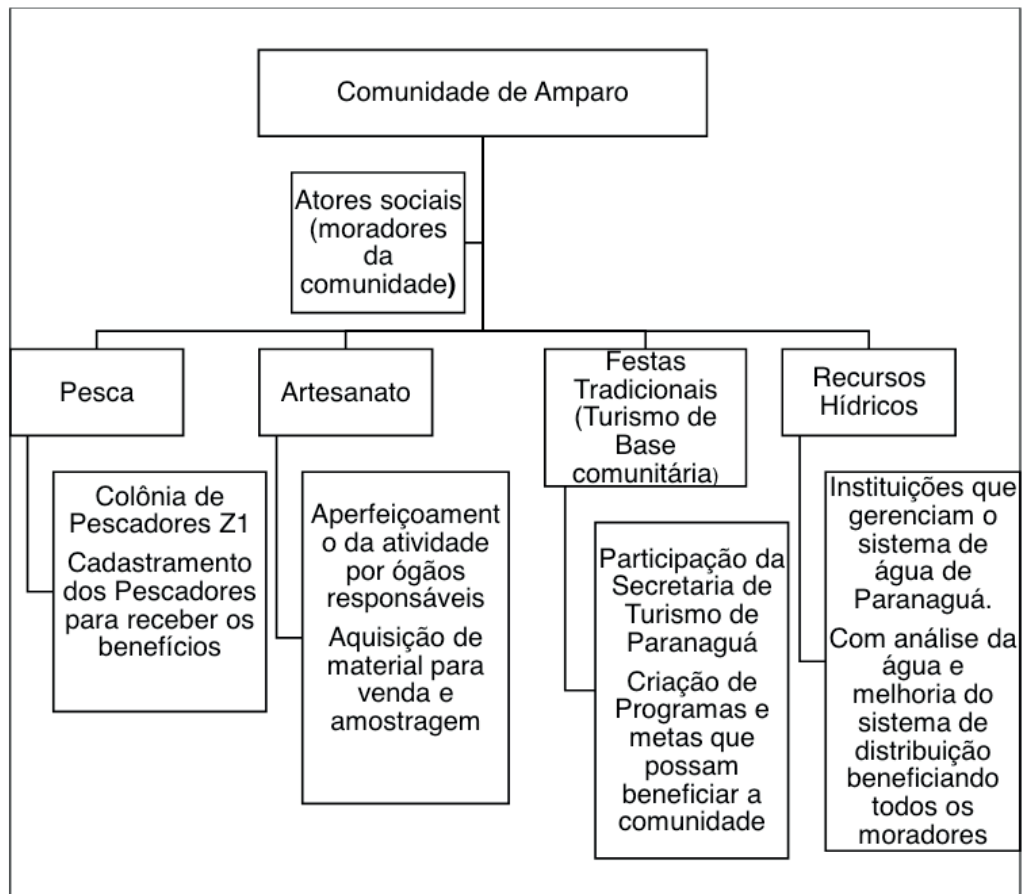 Comunidade de Amparo
Atores sociais
(moradores
da
comunidade)
Pesca
Colônia de
Pescadores Z1
Cadastramento
dos Pescadores
para receber os
benefícios
Artesanato
Aperfeiçoament
o da atividade
por ógãos
responsáveis
Aquisição de
material para
venda e
amostragem
Festas
Tradicionais
(Turismo de
Base
comunitária)
Participação da
Secretaria de
Turismo de
Paranaguá
Criação de
Programas e
metas que
possam
beneficiar a
comunidade
Recursos
Hídricos
Instituições que
gerenciam o
sistema de
água de
Paranaguá.
Com análise da
água e
melhoria do
sistema de
distribuição
beneficiando
todos os
moradores